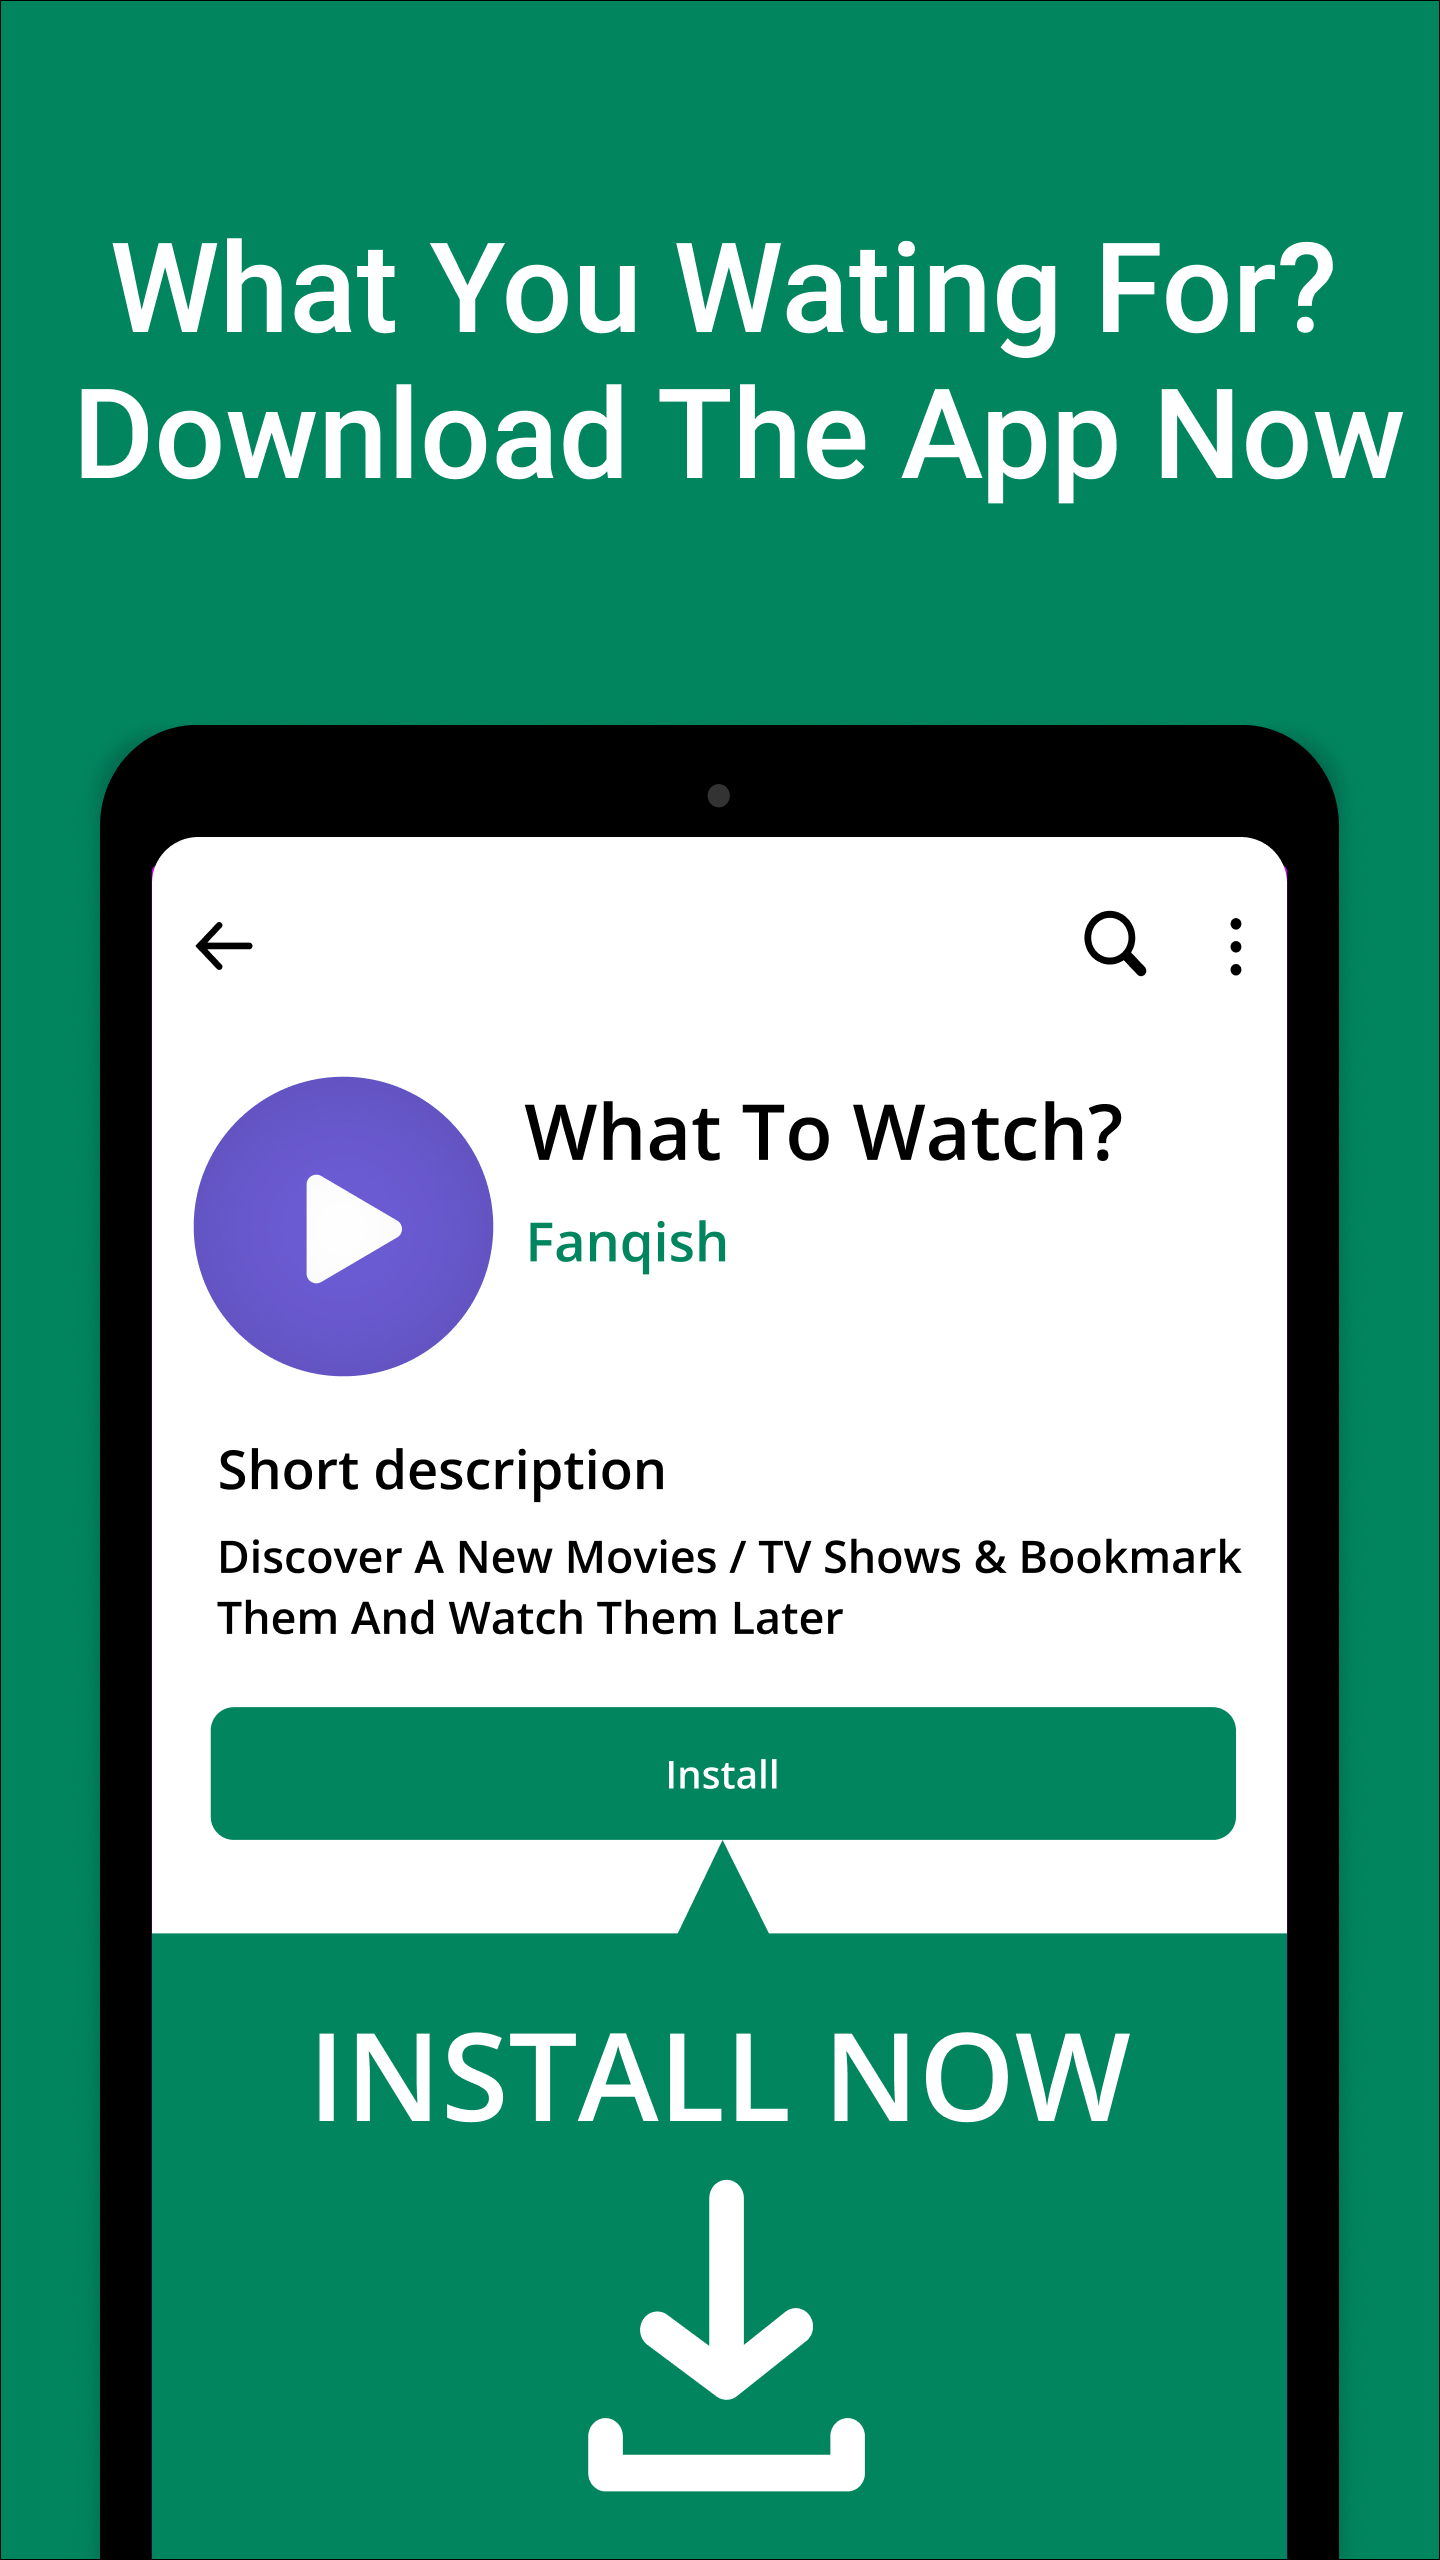 What You Wating For?
Download The App Now
What To Watch?
Fanqish
Short description
Discover A New Movies / TV Shows & Bookmark
Them And Watch Them Later
Install
INSTALL NOW